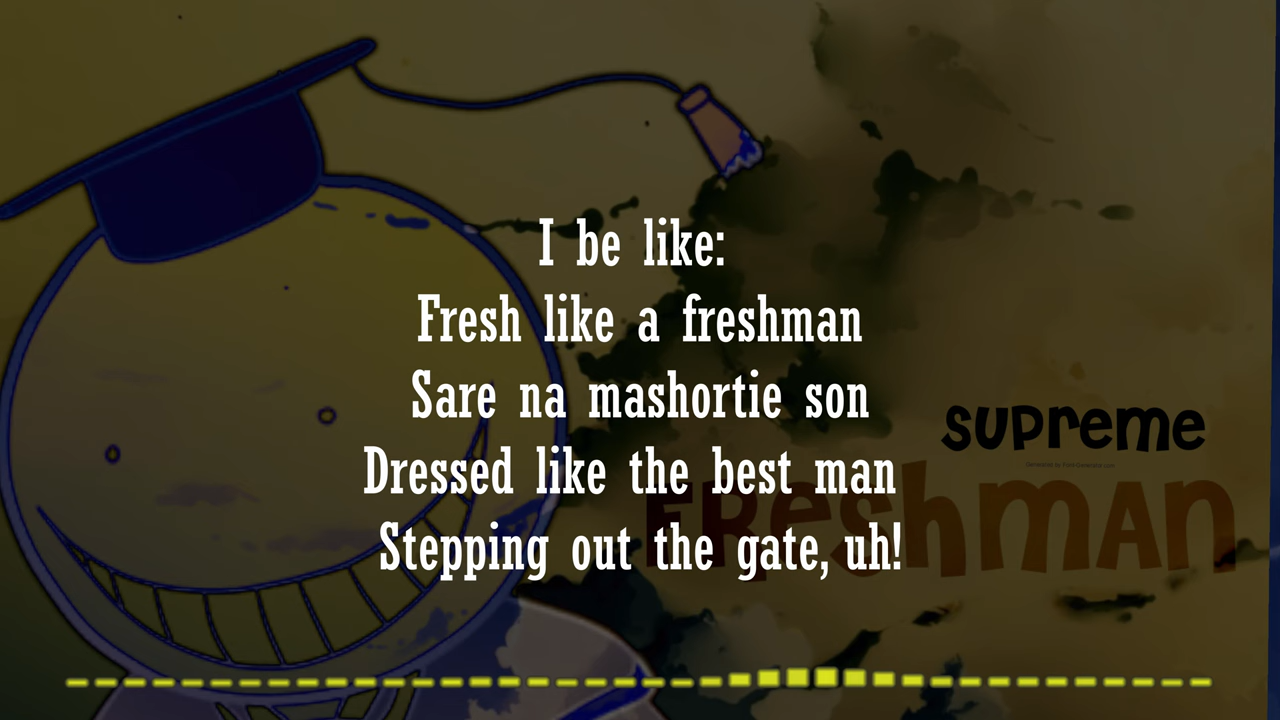 I be like:
Fresh like a freshman
Sare na mashortie son
Dressed like the best man
Stepping out the gate, uh!
supreme
FReshmAn